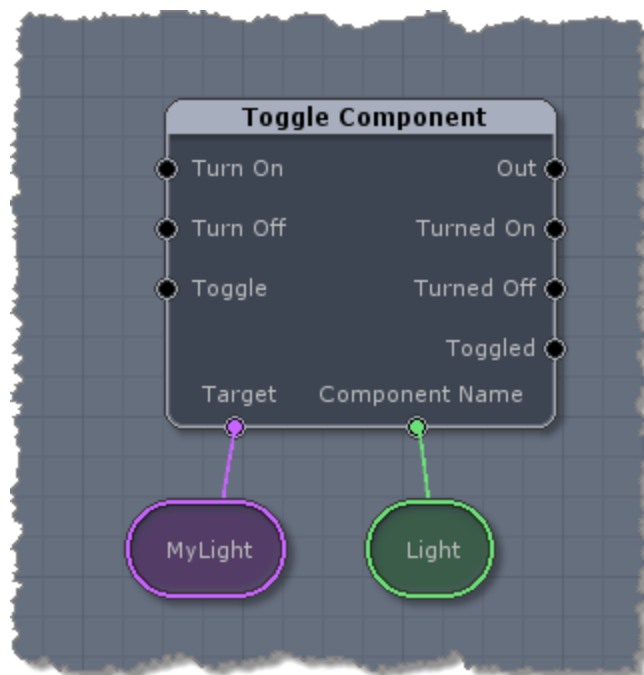 Toggle Component
Turn On Out
Turn Off Turned On
Toggle Turned Off
Toggled
Target Component Name
MyLight Light